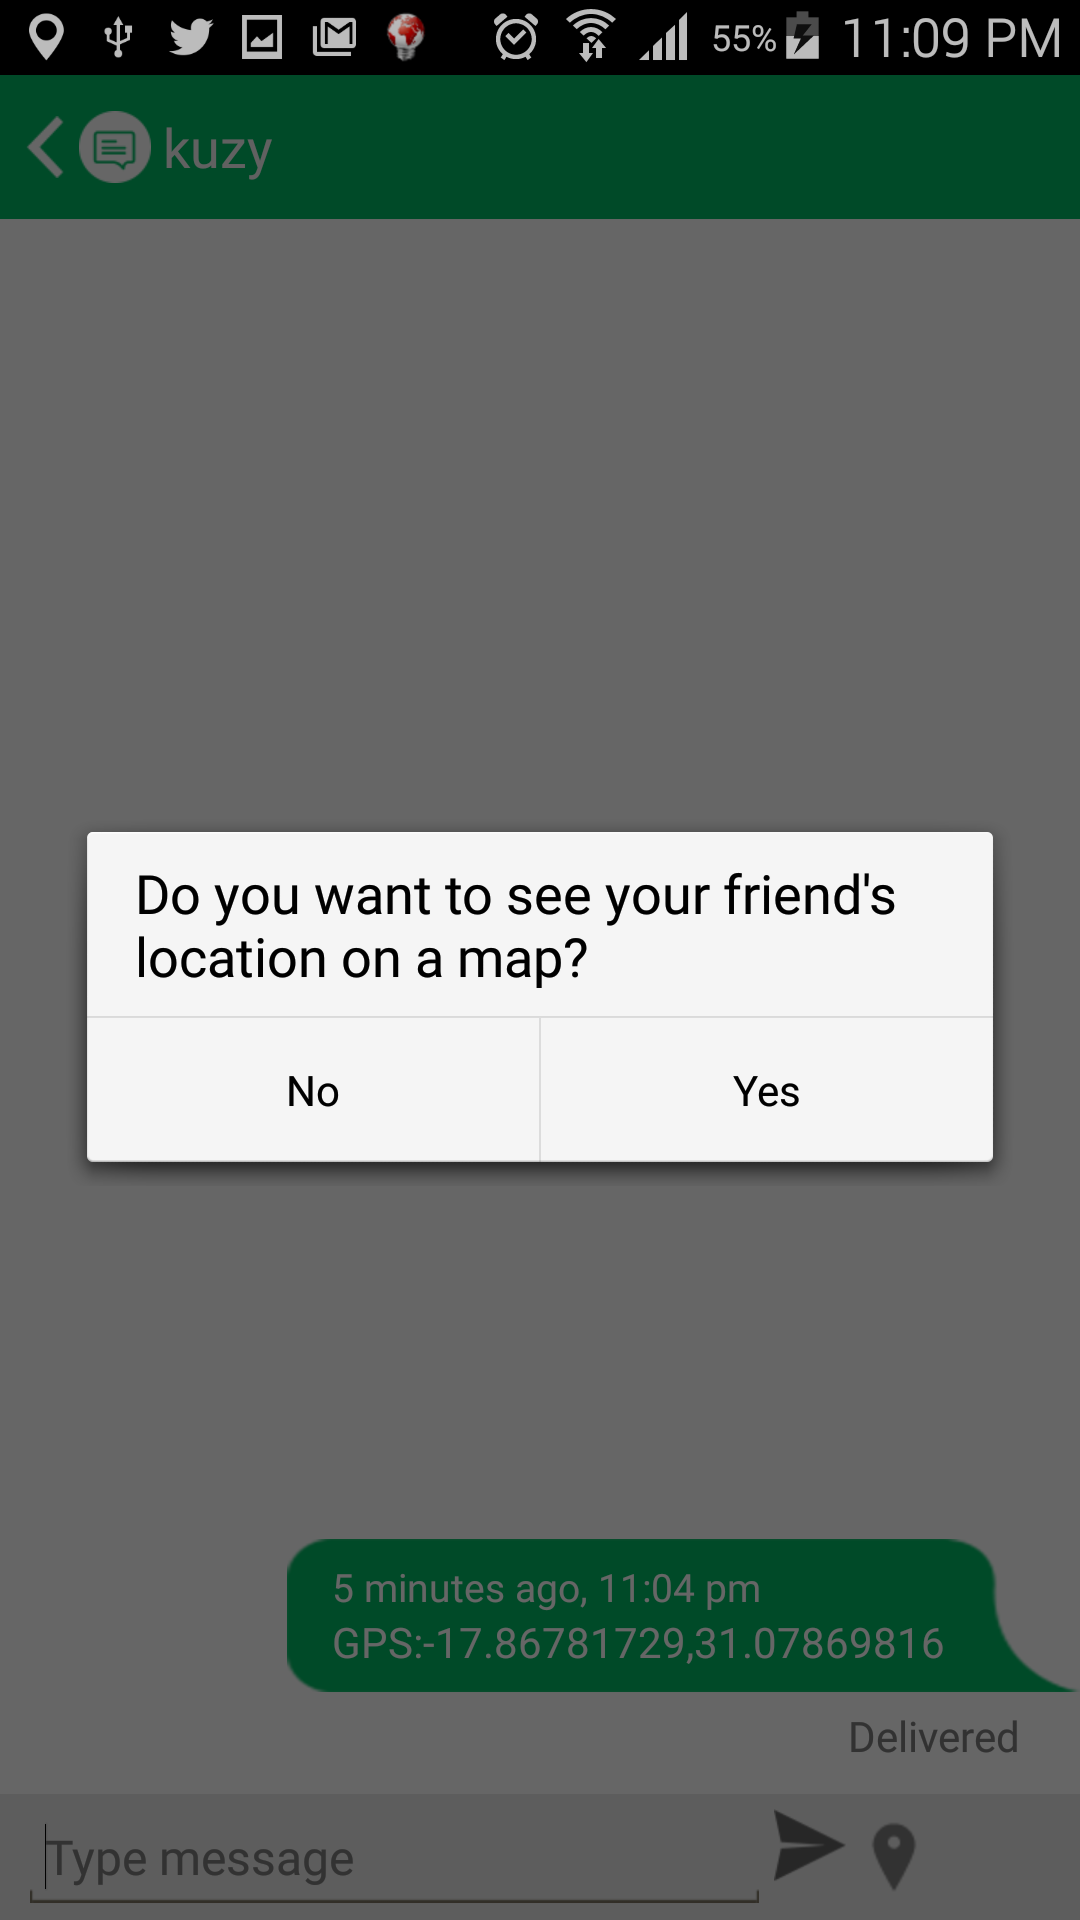 55% 11:09 PM
kuzy
Do you want to see your friend's
location on a map?
No Yes
5 minutes ago, 11:04 pm
GPS:-17.86781729,31.07869816
Delivered
Type message